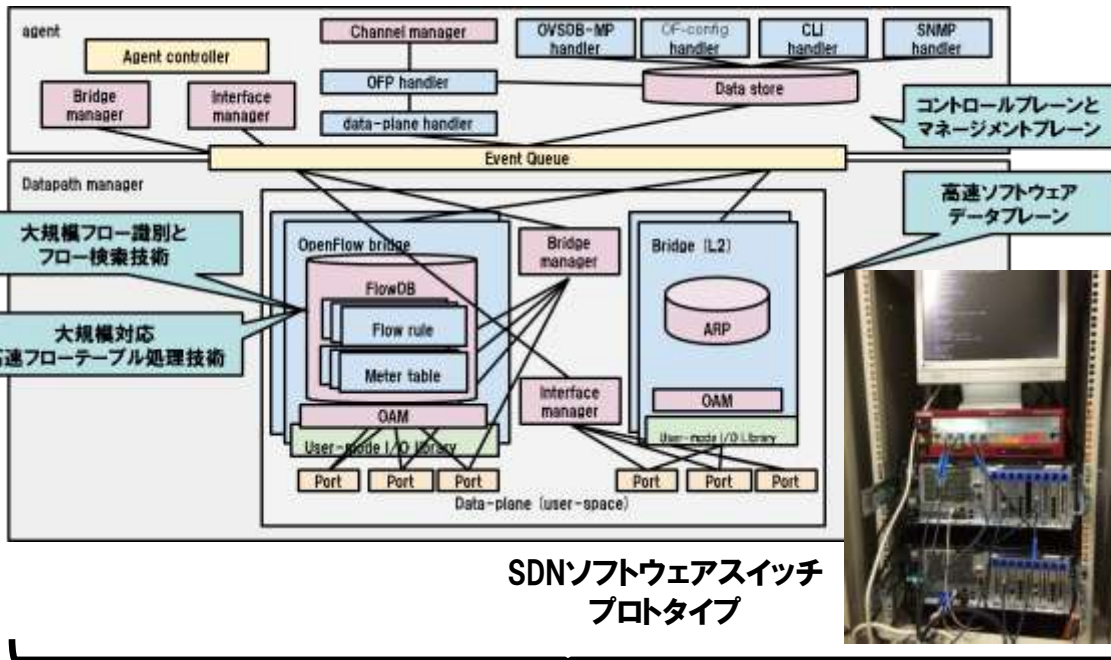 agent
Agent controller
Bridge
manager
Interface
manager
Channel manager
OFP handler
data-plane handler
OVSDB-MP
handler
OF-config
handler
CLI
handler
SNMP
handler
Data store
コントロールプレーンと
マネージメントプレーン
Event Queue
Datapath manager
高速ソフトウェア
データプレーン
大規模フロー識別と
フロー検索技術
大規模対応
高速フローテーブル処理技術
OpenFlow bridge
FlowDB
Flow rule
Meter table
OAM
User-mode I/O Library
Port
Port
Port
Bridge
manager
Interface
manager
Bridge (L2)
ARP
OAM
User-mode I/O Library
Port
Port
Port
Data-plane (user-space)
SDNソフトウェアスイッチ
プロトタイプ